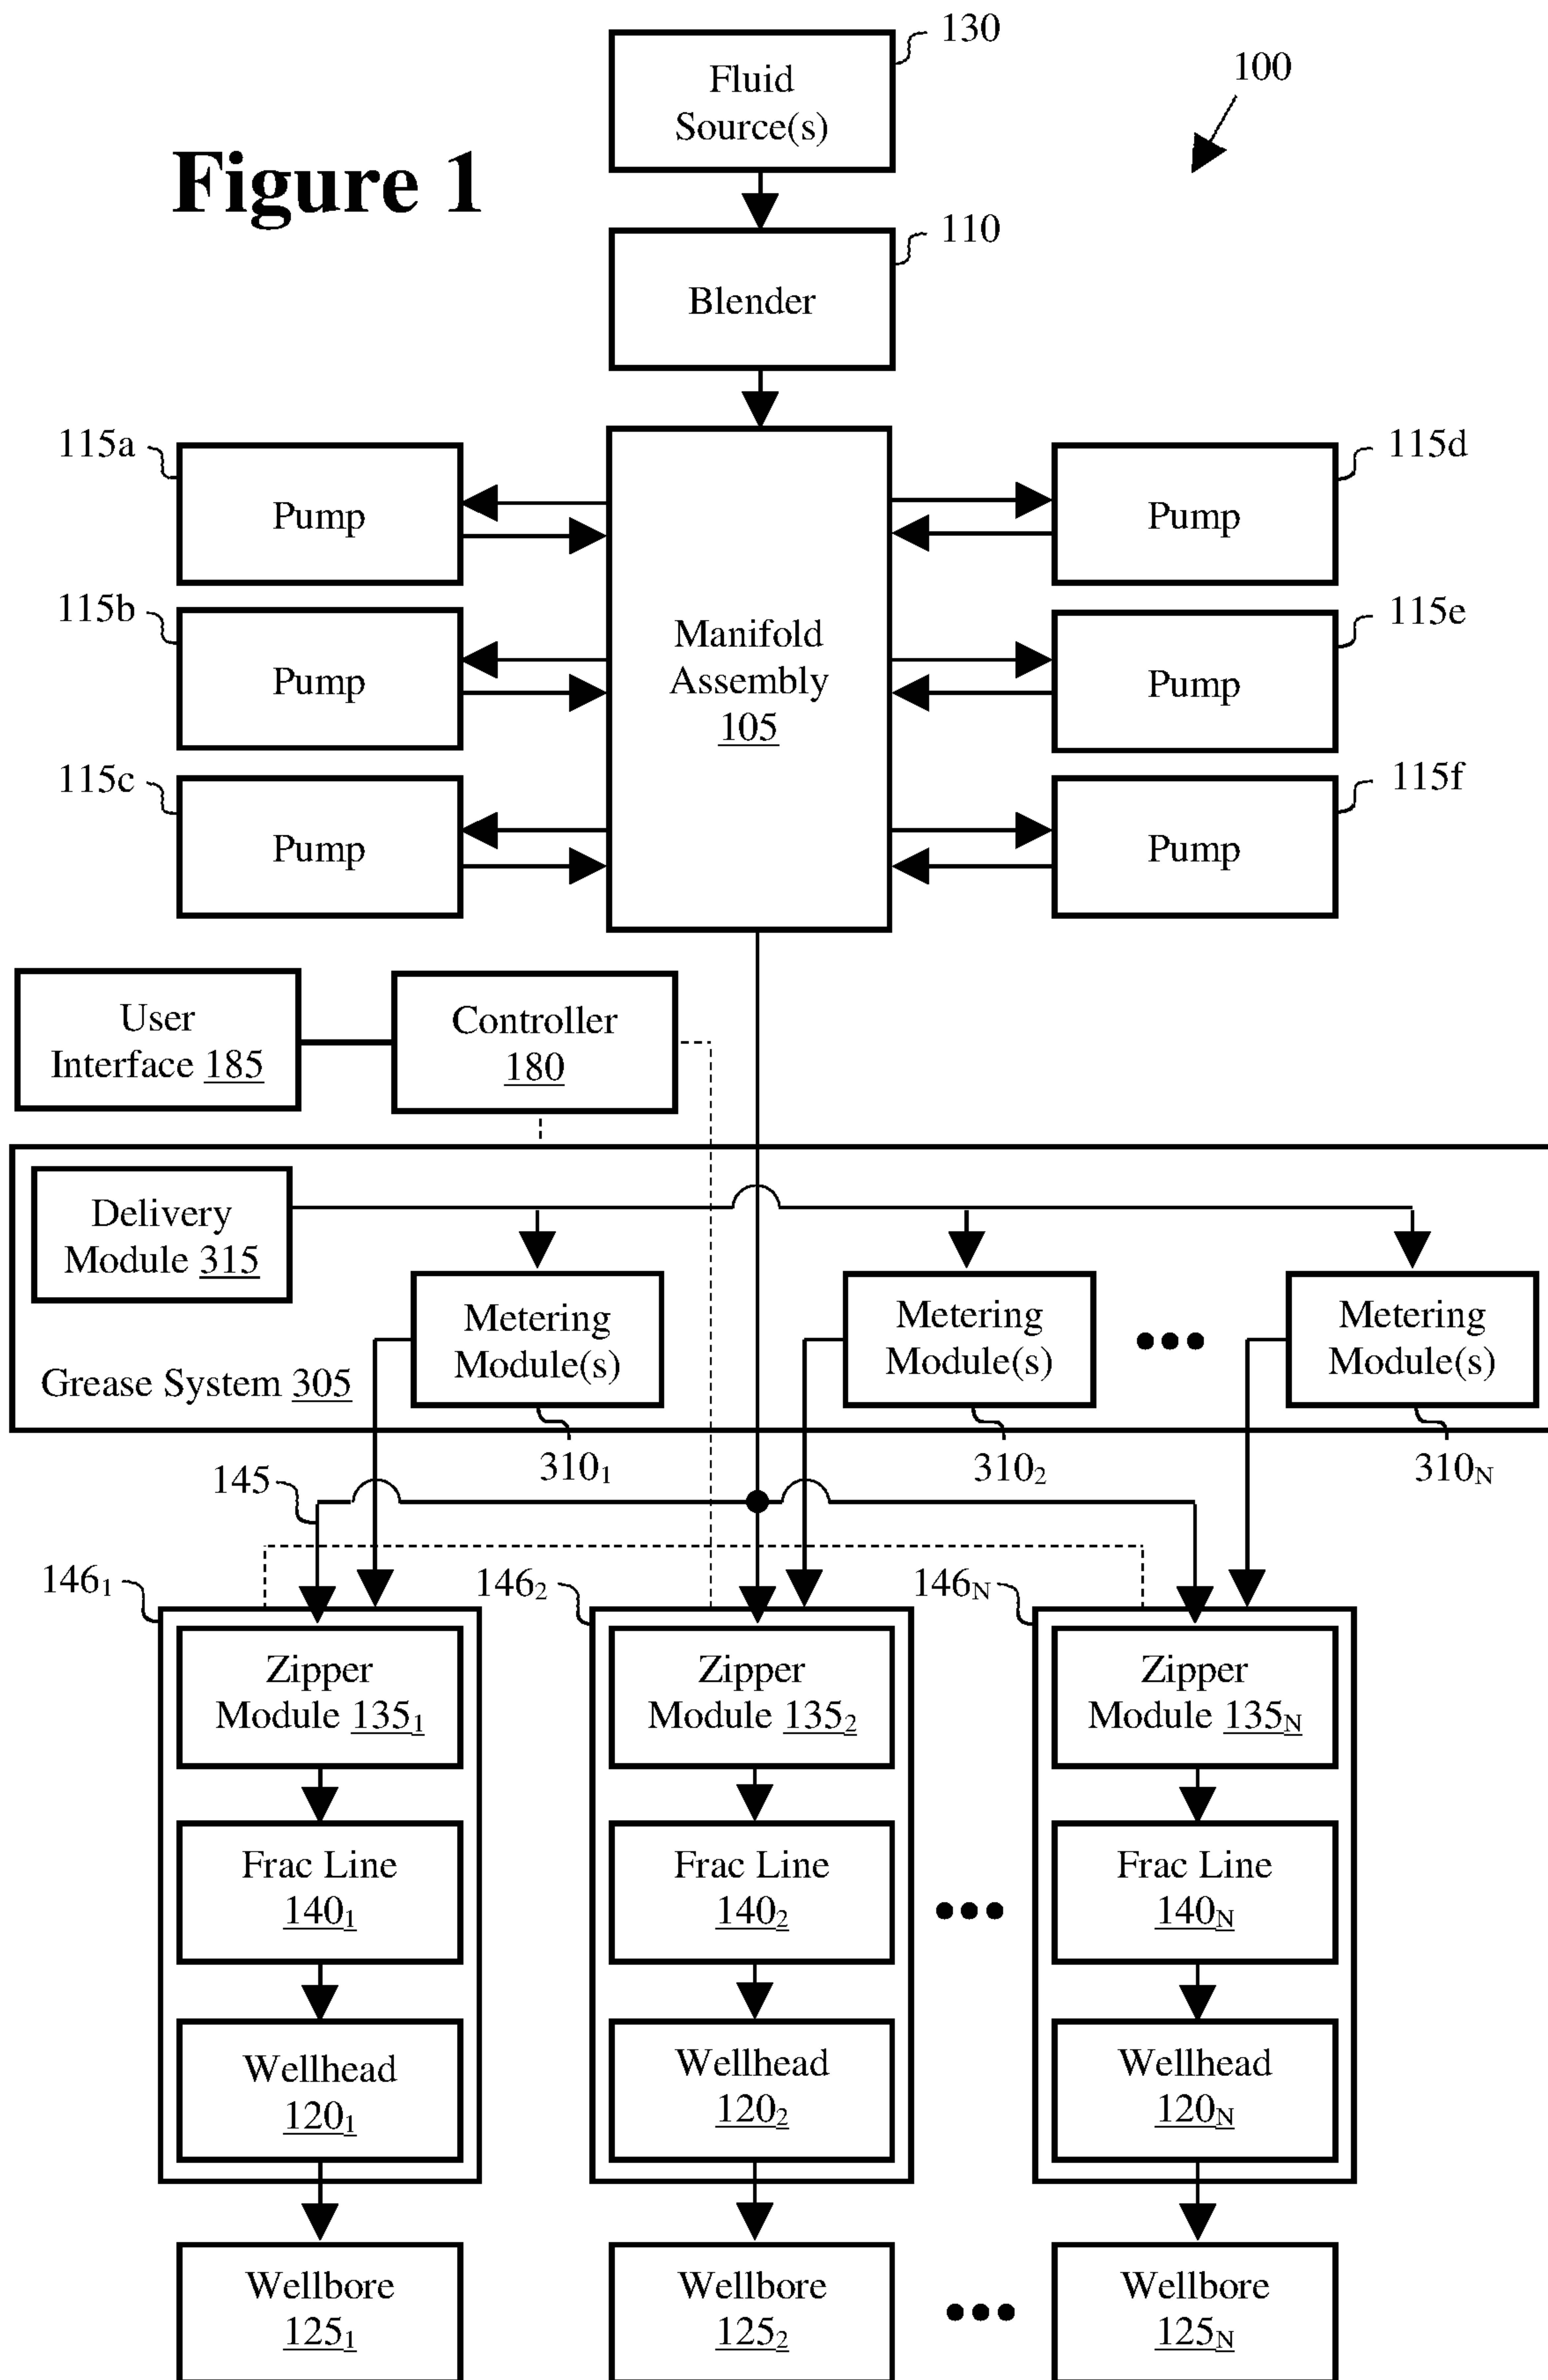 130
Fluid
Source(s)
100
Figure 1
110
Blender
115a
Pump
115d
Pump
115b
Pump
Manifold
Assembly
105
115e
Pump
115c
Pump
115f
Pump
User
Interface 185
Controller
180
Delivery
Module 315
Metering
Module(s)
Metering
Module(s)
Metering
Module(s)
Grease System 305
310₁
310₂
310N
145
146₁
146₂
146N
Zipper
Module 135₁
Zipper
Module 135₂
Zipper
Module 135N
Frac Line
140₁
Frac Line
140₂
Frac Line
140N
Wellhead
120₁
Wellhead
120₂
Wellhead
120N
Wellbore
125₁
Wellbore
125₂
Wellbore
125N